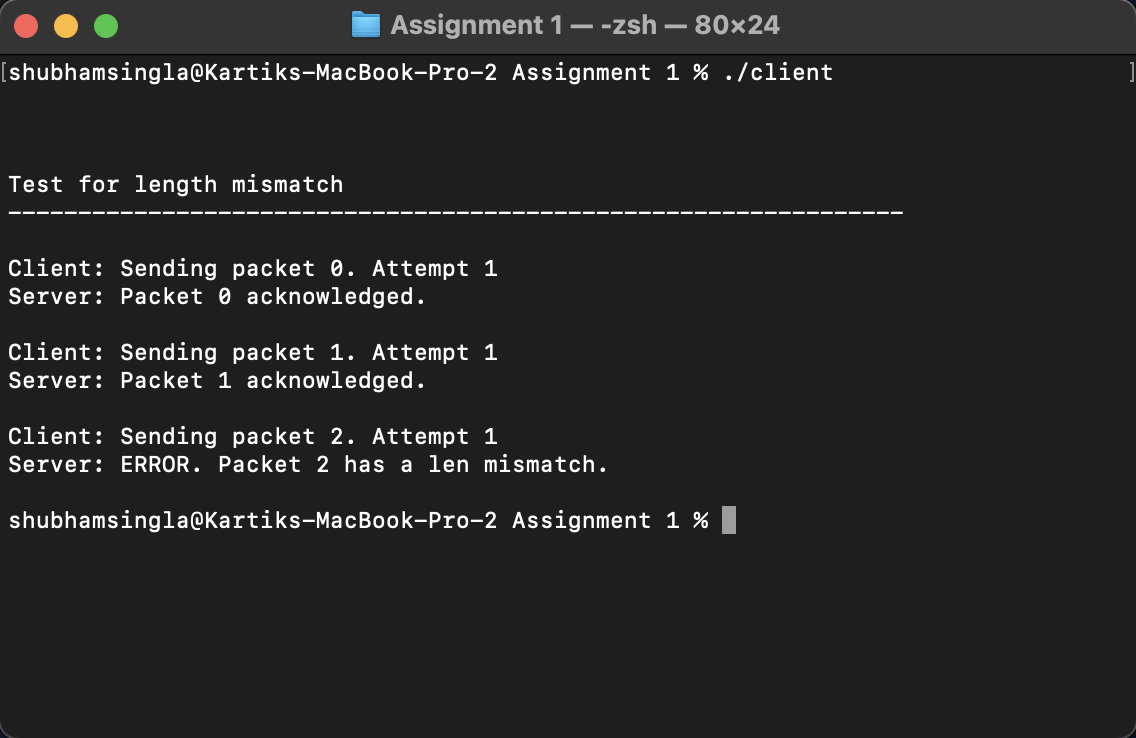 Assignment 1 — -zsh — 80×24
[shubhamsingla@Kartiks-MacBook-Pro-2 Assignment 1 % ./client ]
Test for length mismatch
----------------------------------------------------------------
Client: Sending packet 0. Attempt 1
Server: Packet 0 acknowledged.
Client: Sending packet 1. Attempt 1
Server: Packet 1 acknowledged.
Client: Sending packet 2. Attempt 1
Server: ERROR. Packet 2 has a len mismatch.
shubhamsingla@Kartiks-MacBook-Pro-2 Assignment 1 %